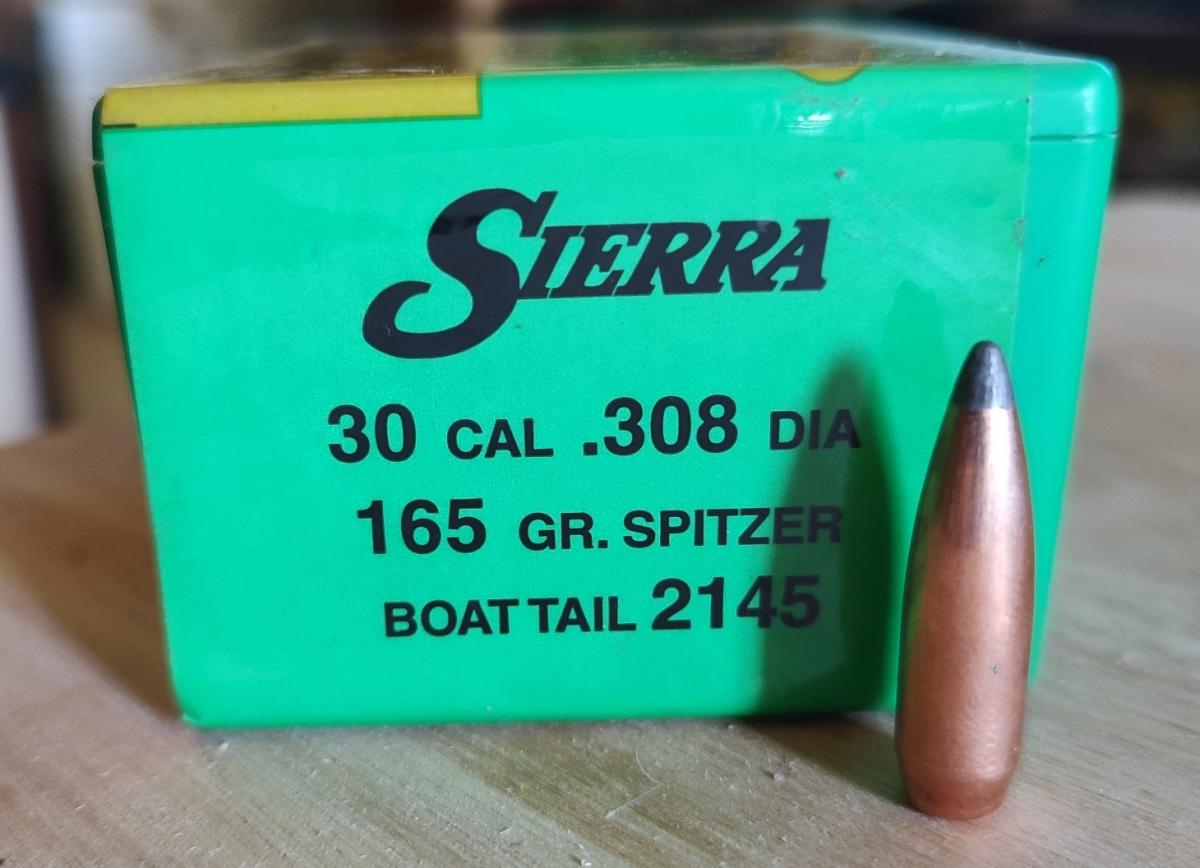 SIERRA
30 CAL .308 DIA
165 GR. SPITZER
BOAT TAIL 2145